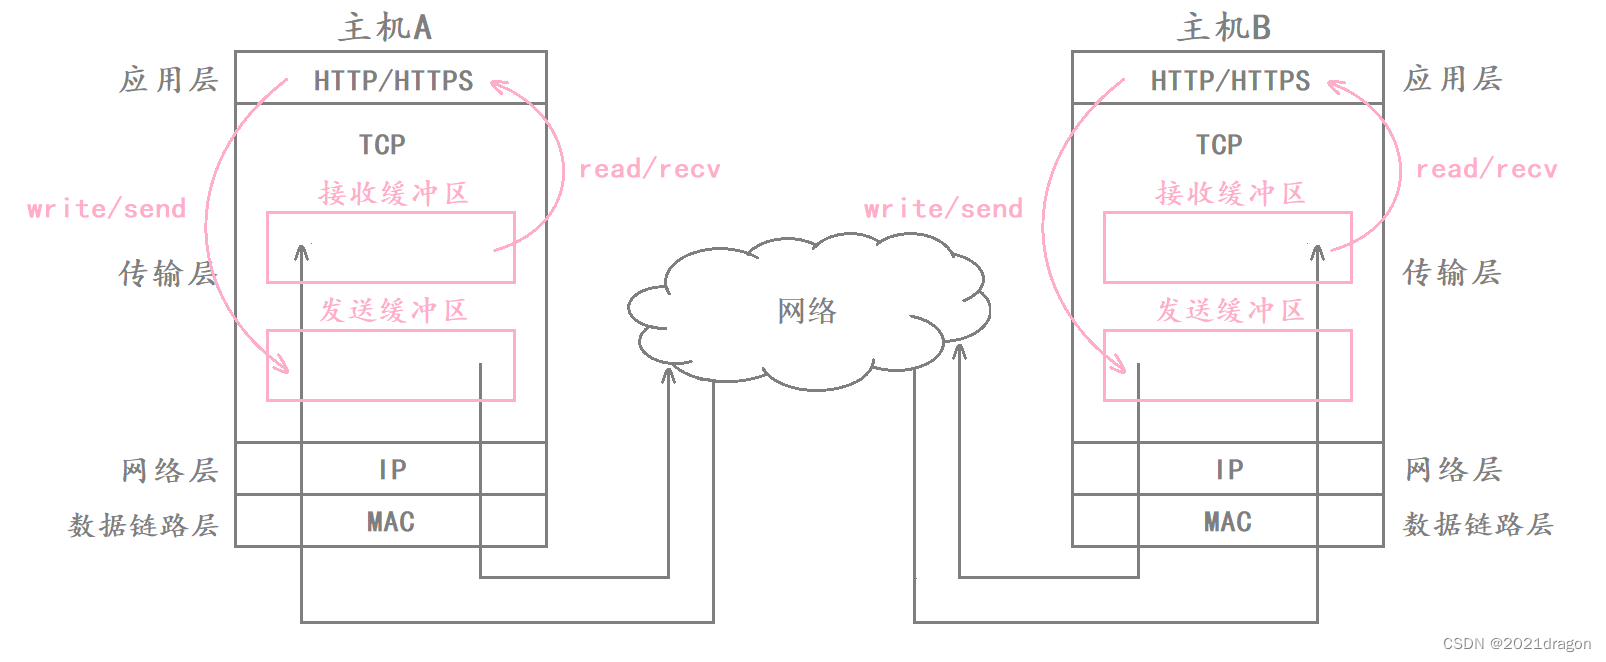 主机A
主机B
应用层
HTTP/HTTPS
HTTP/HTTPS
应用层
TCP
TCP
read/recv
read/recv
接收缓冲区
接收缓冲区
write/send
write/send
传输层
传输层
发送缓冲区
网络
发送缓冲区
网络层
IP
IP
网络层
数据链路层
MAC
MAC
数据链路层
CSDN @2021dragon